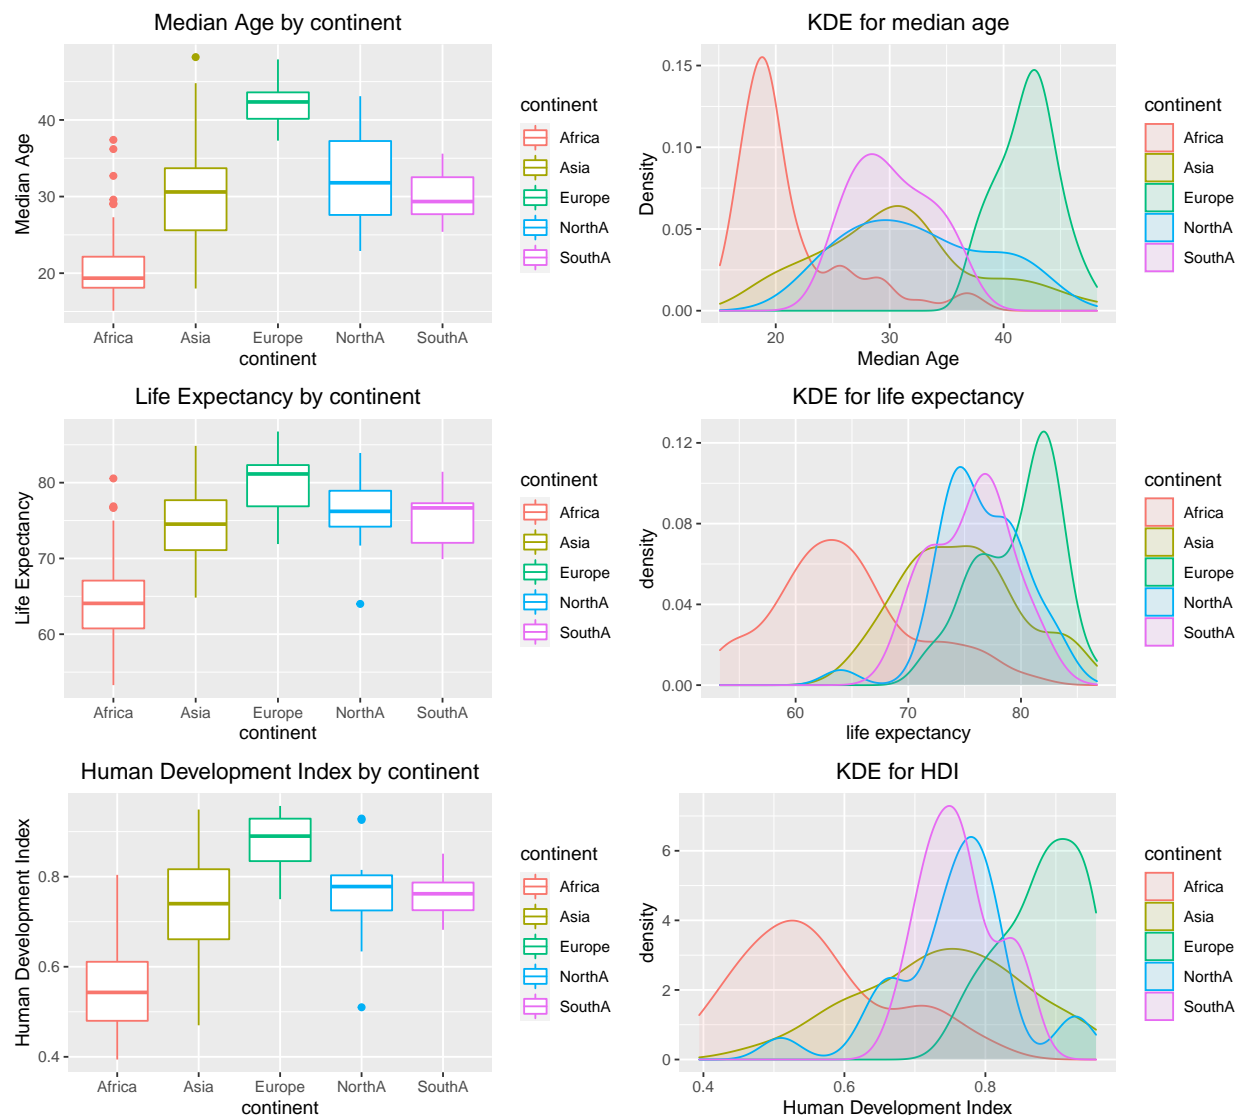 Median Age by continent
Median Age
40
30
20
Africa Asia Europe NorthA SouthA
continent
continent
Africa
Asia
Europe
NorthA
SouthA
KDE for median age
Density
0.15
0.10
0.05
0.00
20 30 40
Median Age
continent
Africa
Asia
Europe
NorthA
SouthA
Life Expectancy by continent
Life Expectancy
80
70
60
Africa Asia Europe NorthA SouthA
continent
continent
Africa
Asia
Europe
NorthA
SouthA
KDE for life expectancy
density
0.12
0.08
0.04
0.00
60 70 80
life expectancy
continent
Africa
Asia
Europe
NorthA
SouthA
Human Development Index by continent
Human Development Index
0.8
0.6
0.4
Africa Asia Europe NorthA SouthA
continent
continent
Africa
Asia
Europe
NorthA
SouthA
KDE for HDI
density
6
4
2
0
0.4 0.6 0.8
Human Development Index
continent
Africa
Asia
Europe
NorthA
SouthA